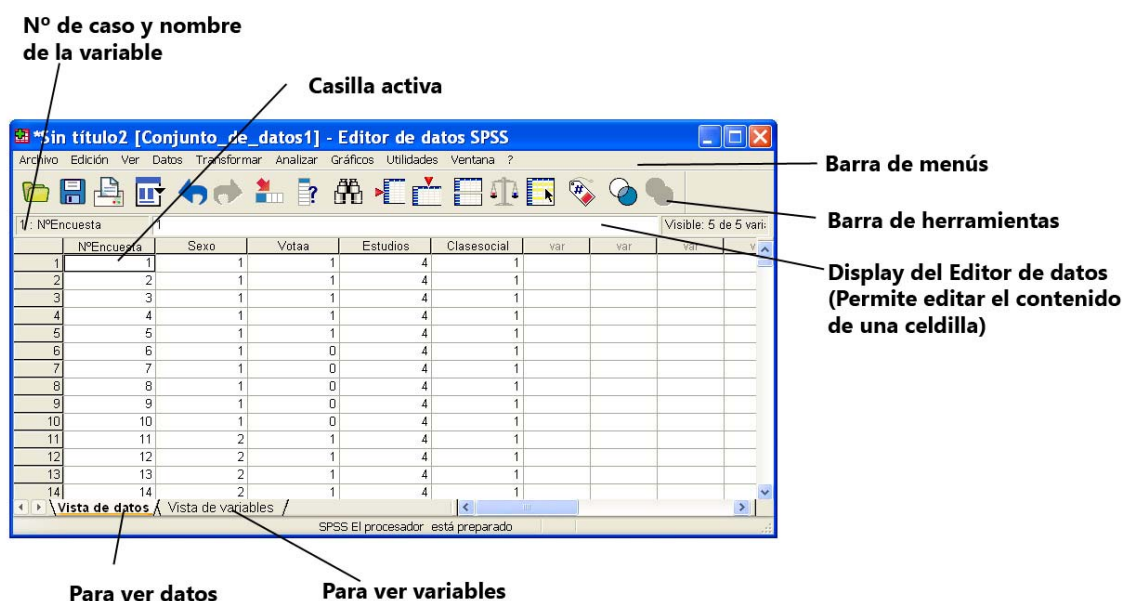 Nº de caso y nombre
de la variable
Casilla activa
*Sin título2 [Conjunto_de_datos1] - Editor de datos SPSS
Archivo Edición Ver Datos Transformar Analizar Gráficos Utilidades Ventana ?
Barra de menús
Barra de herramientas
1 : NºEncuesta 1 Visible: 5 de 5 vari:
NºEncuesta Sexo Votaa Estudios Clasesocial var var var v
Display del Editor de datos
(Permite editar el contenido
de una celdilla)
1 1 1 1 4 1
2 2 1 1 4 1
3 3 1 1 4 1
4 4 1 1 4 1
5 5 1 1 4 1
6 6 1 0 4 1
7 7 1 0 4 1
8 8 1 0 4 1
9 9 1 0 4 1
10 10 1 0 4 1
11 11 2 1 4 1
12 12 2 1 4 1
13 13 2 1 4 1
14 14 2 1 4 1
Vista de datos Vista de variables
SPSS El procesador está preparado
Para ver datos
Para ver variables